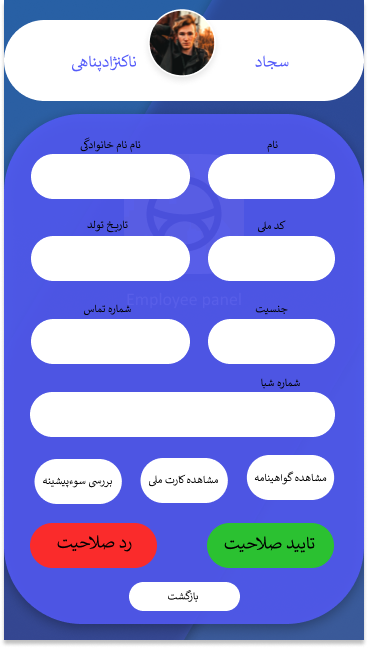 سجاد
ناکنژادپناهی
نام
نام نام خانوادگی
کد ملی
تاریخ تولد
Employee panel
جنسیت
شماره تماس
شماره شبا
مشاهده گواهینامه
مشاهده کارت ملی
بررسی سوءپیشینه
تایید صلاحیت
رد صلاحیت
بازگشت